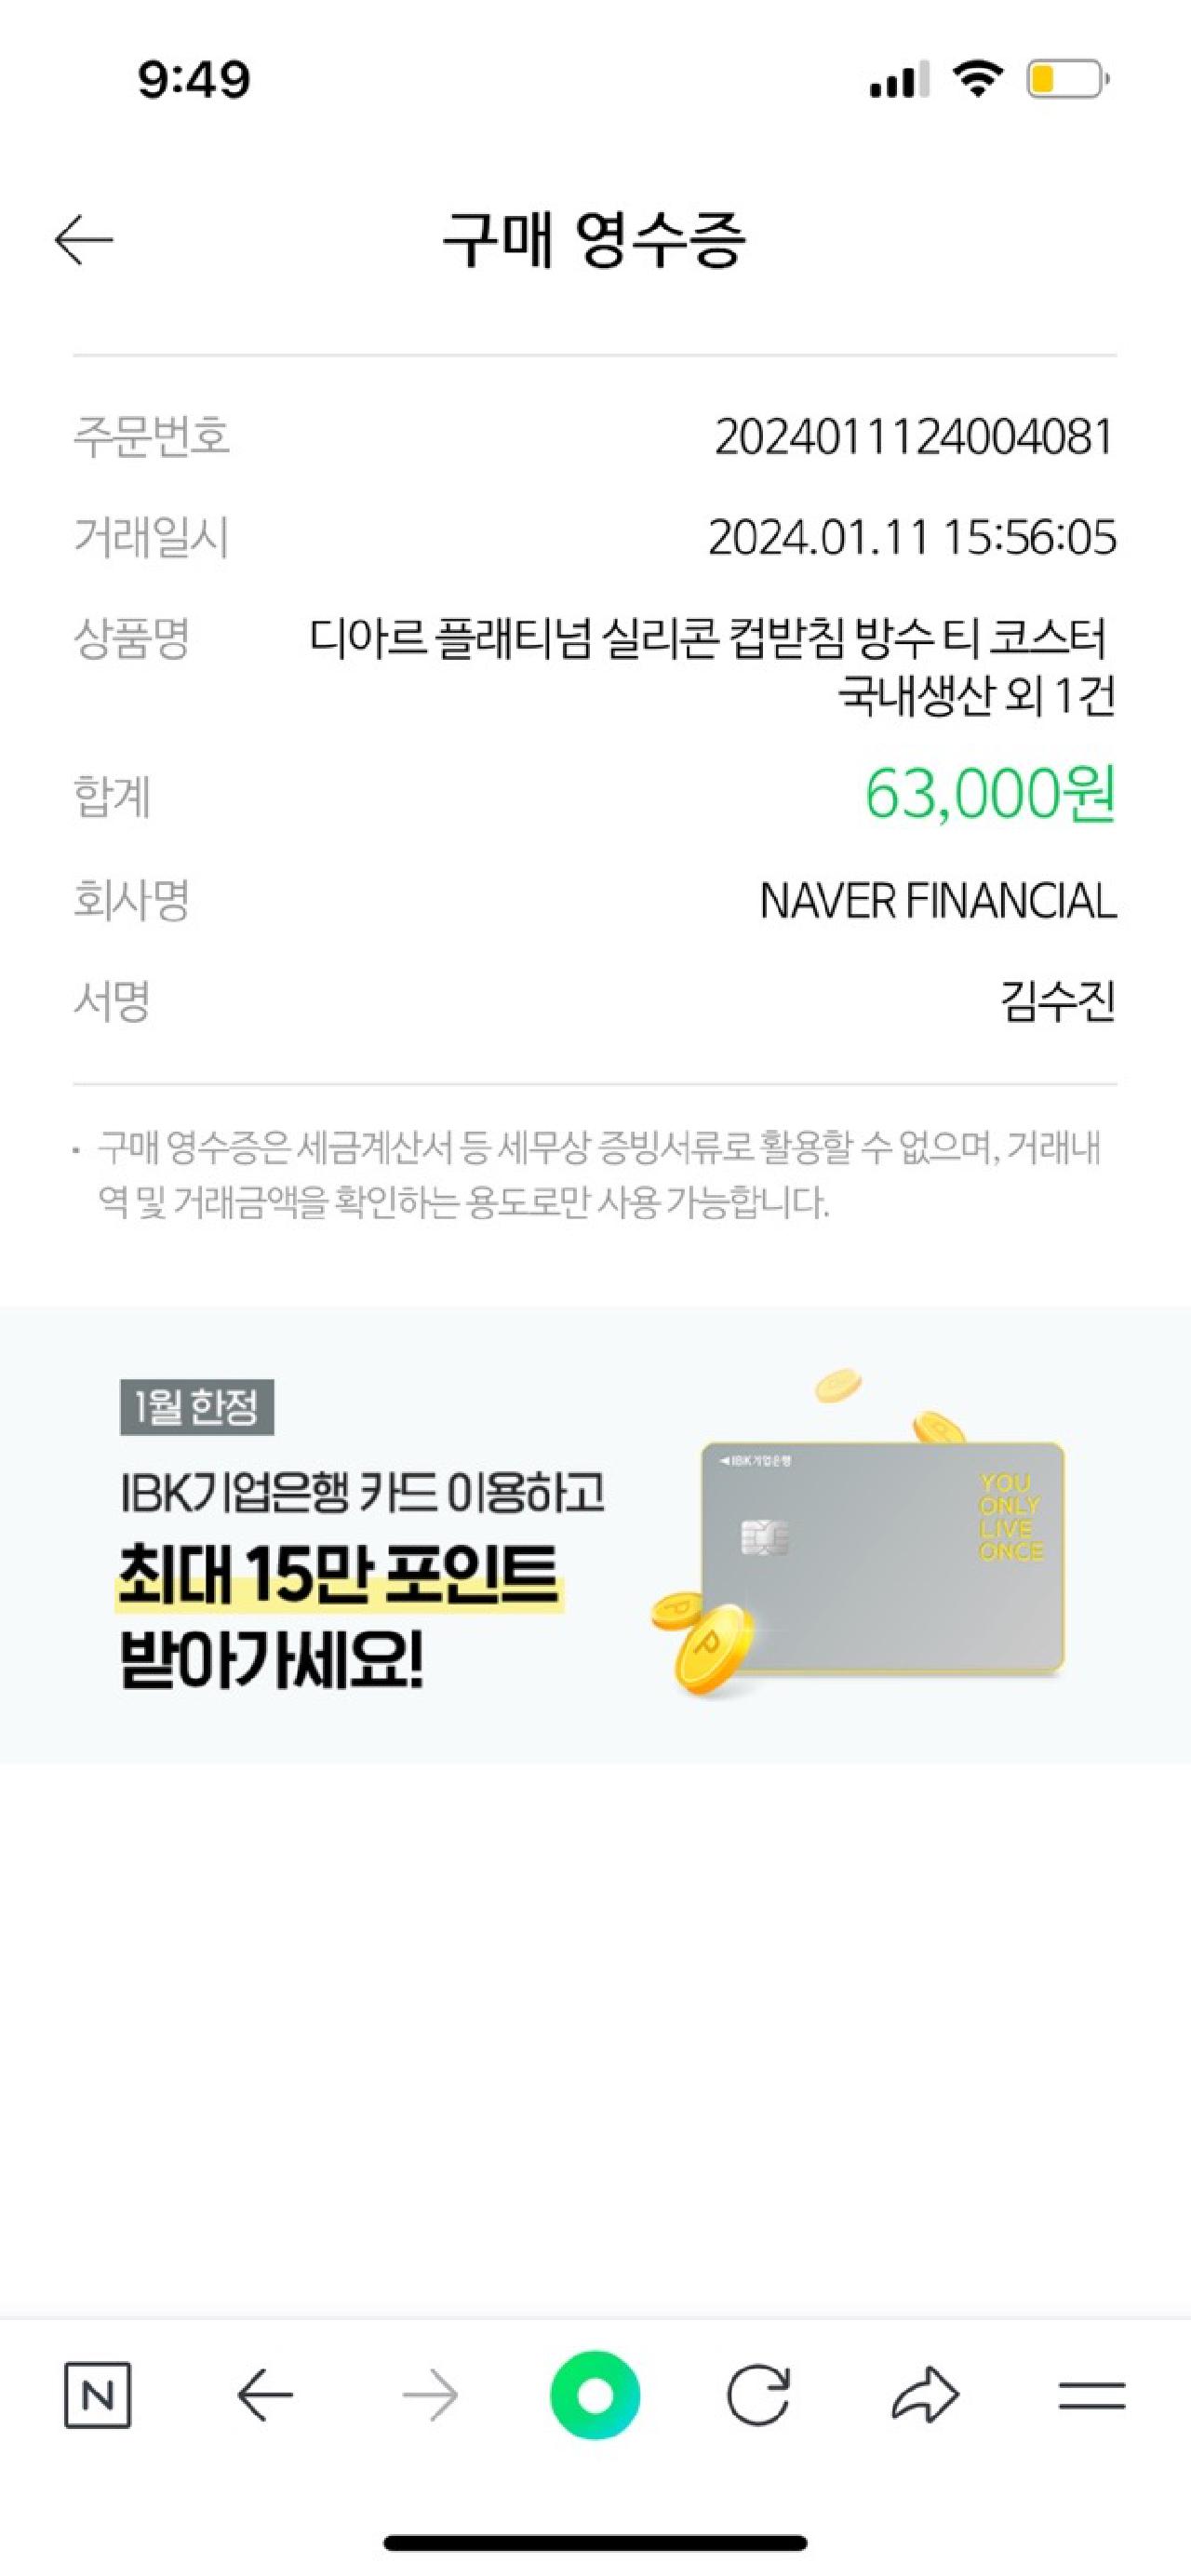 9:49
구매 영수증
주문번호 2024011124004081
거래일시 2024.01.11 15:56:05
상품명 디아르 플래티넘 실리콘 컵받침 방수 티 코스터
국내생산 외 1건
합계 63,000원
회사명 NAVER FINANCIAL
서명 김수진
· 구매 영수증은 세금계산서 등 세무상 증빙서류로 활용할 수 없으며, 거래내
역 및 거래금액을 확인하는 용도로만 사용 가능합니다.
1월 한정
IBK기업은행 카드 이용하고
최대 15만 포인트
받아가세요!
IBK기업은행
YOU
ONLY
LIVE
ONCE
P
P
N